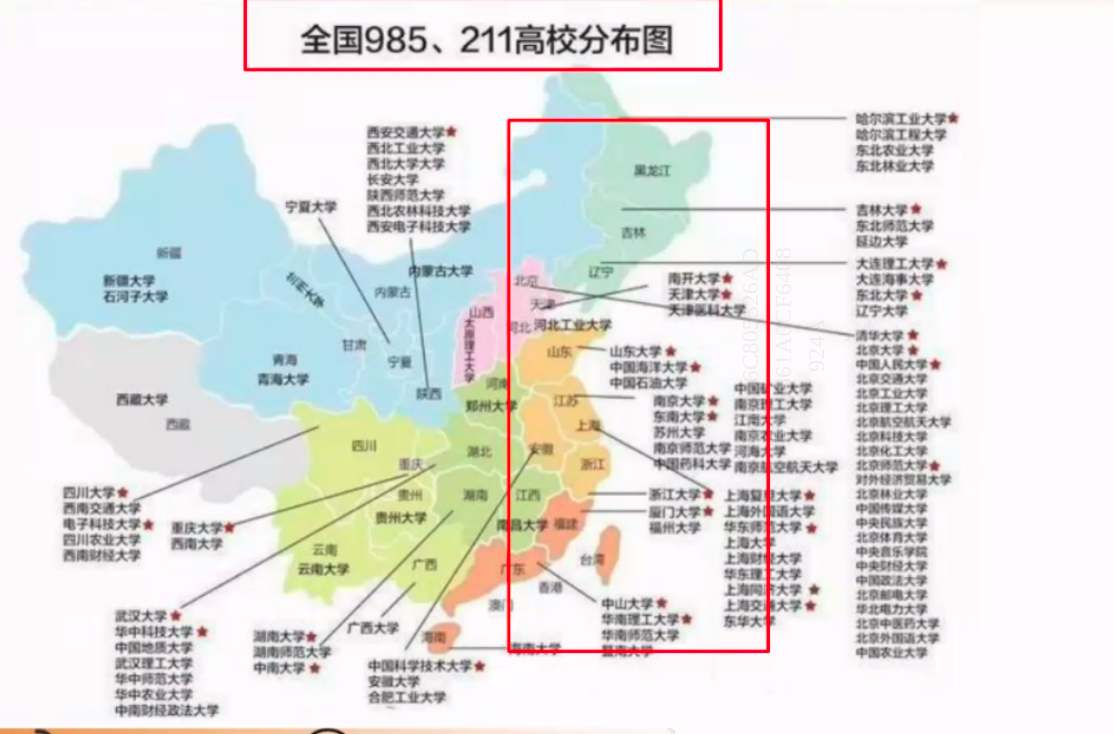 全国985、211高校分布图
西安交通大学
西北工业大学
西北大学大学
长安大学
陕西师范大学
西北农林科技大学
西安电子科技大学
宁夏大学
哈尔滨工业大学
哈尔滨工程大学
东北农业大学
东北林业大学
黑龙江
吉林
吉林大学
东北师范大学
延边大学
辽宁
大连理工大学
大连海事大学
东北大学
辽宁大学
新疆
新疆大学
石河子大学
内蒙古大学
内蒙古
兰州大学
甘肃
宁夏
陕西
青海
青海大学
西藏大学
西藏
北京
天津
河北
河北工业大学
山西
太原理工大学
南开大学
天津大学
天津医科大学
清华大学
北京大学
中国人民大学
北京交通大学
北京工业大学
北京理工大学
北京航空航天大学
北京科技大学
北京化工大学
北京师范大学
对外经济贸易大学
北京林业大学
中国传媒大学
中央民族大学
北京体育大学
中央音乐学院
中央财经大学
中国政法大学
北京邮电大学
华北电力大学
北京中医药大学
北京外国语大学
中国农业大学
山东
山东大学
中国海洋大学
中国石油大学
河南
郑州大学
江苏
南京大学
东南大学
苏州大学
南京师范大学
中国药科大学
中国矿业大学
南京理工大学
江南大学
南京农业大学
河海大学
南京航空航天大学
上海
安徽
浙江
四川
重庆
湖北
贵州
贵州大学
湖南
江西
南昌大学
福建
云南
云南大学
广西
广东
台湾
香港
澳门
海南
浙江大学
厦门大学
福州大学
上海复旦大学
上海外国语大学
华东师范大学
上海大学
上海财经大学
华东理工大学
上海同济大学
上海交通大学
东华大学
四川大学
西南交通大学
电子科技大学
四川农业大学
西南财经大学
重庆大学
西南大学
武汉大学
华中科技大学
中国地质大学
武汉理工大学
华中师范大学
华中农业大学
中南财经政法大学
湖南大学
湖南师范大学
中南大学
广西大学
中国科学技术大学
安徽大学
合肥工业大学
海南大学
中山大学
华南理工大学
华南师范大学
暨南大学